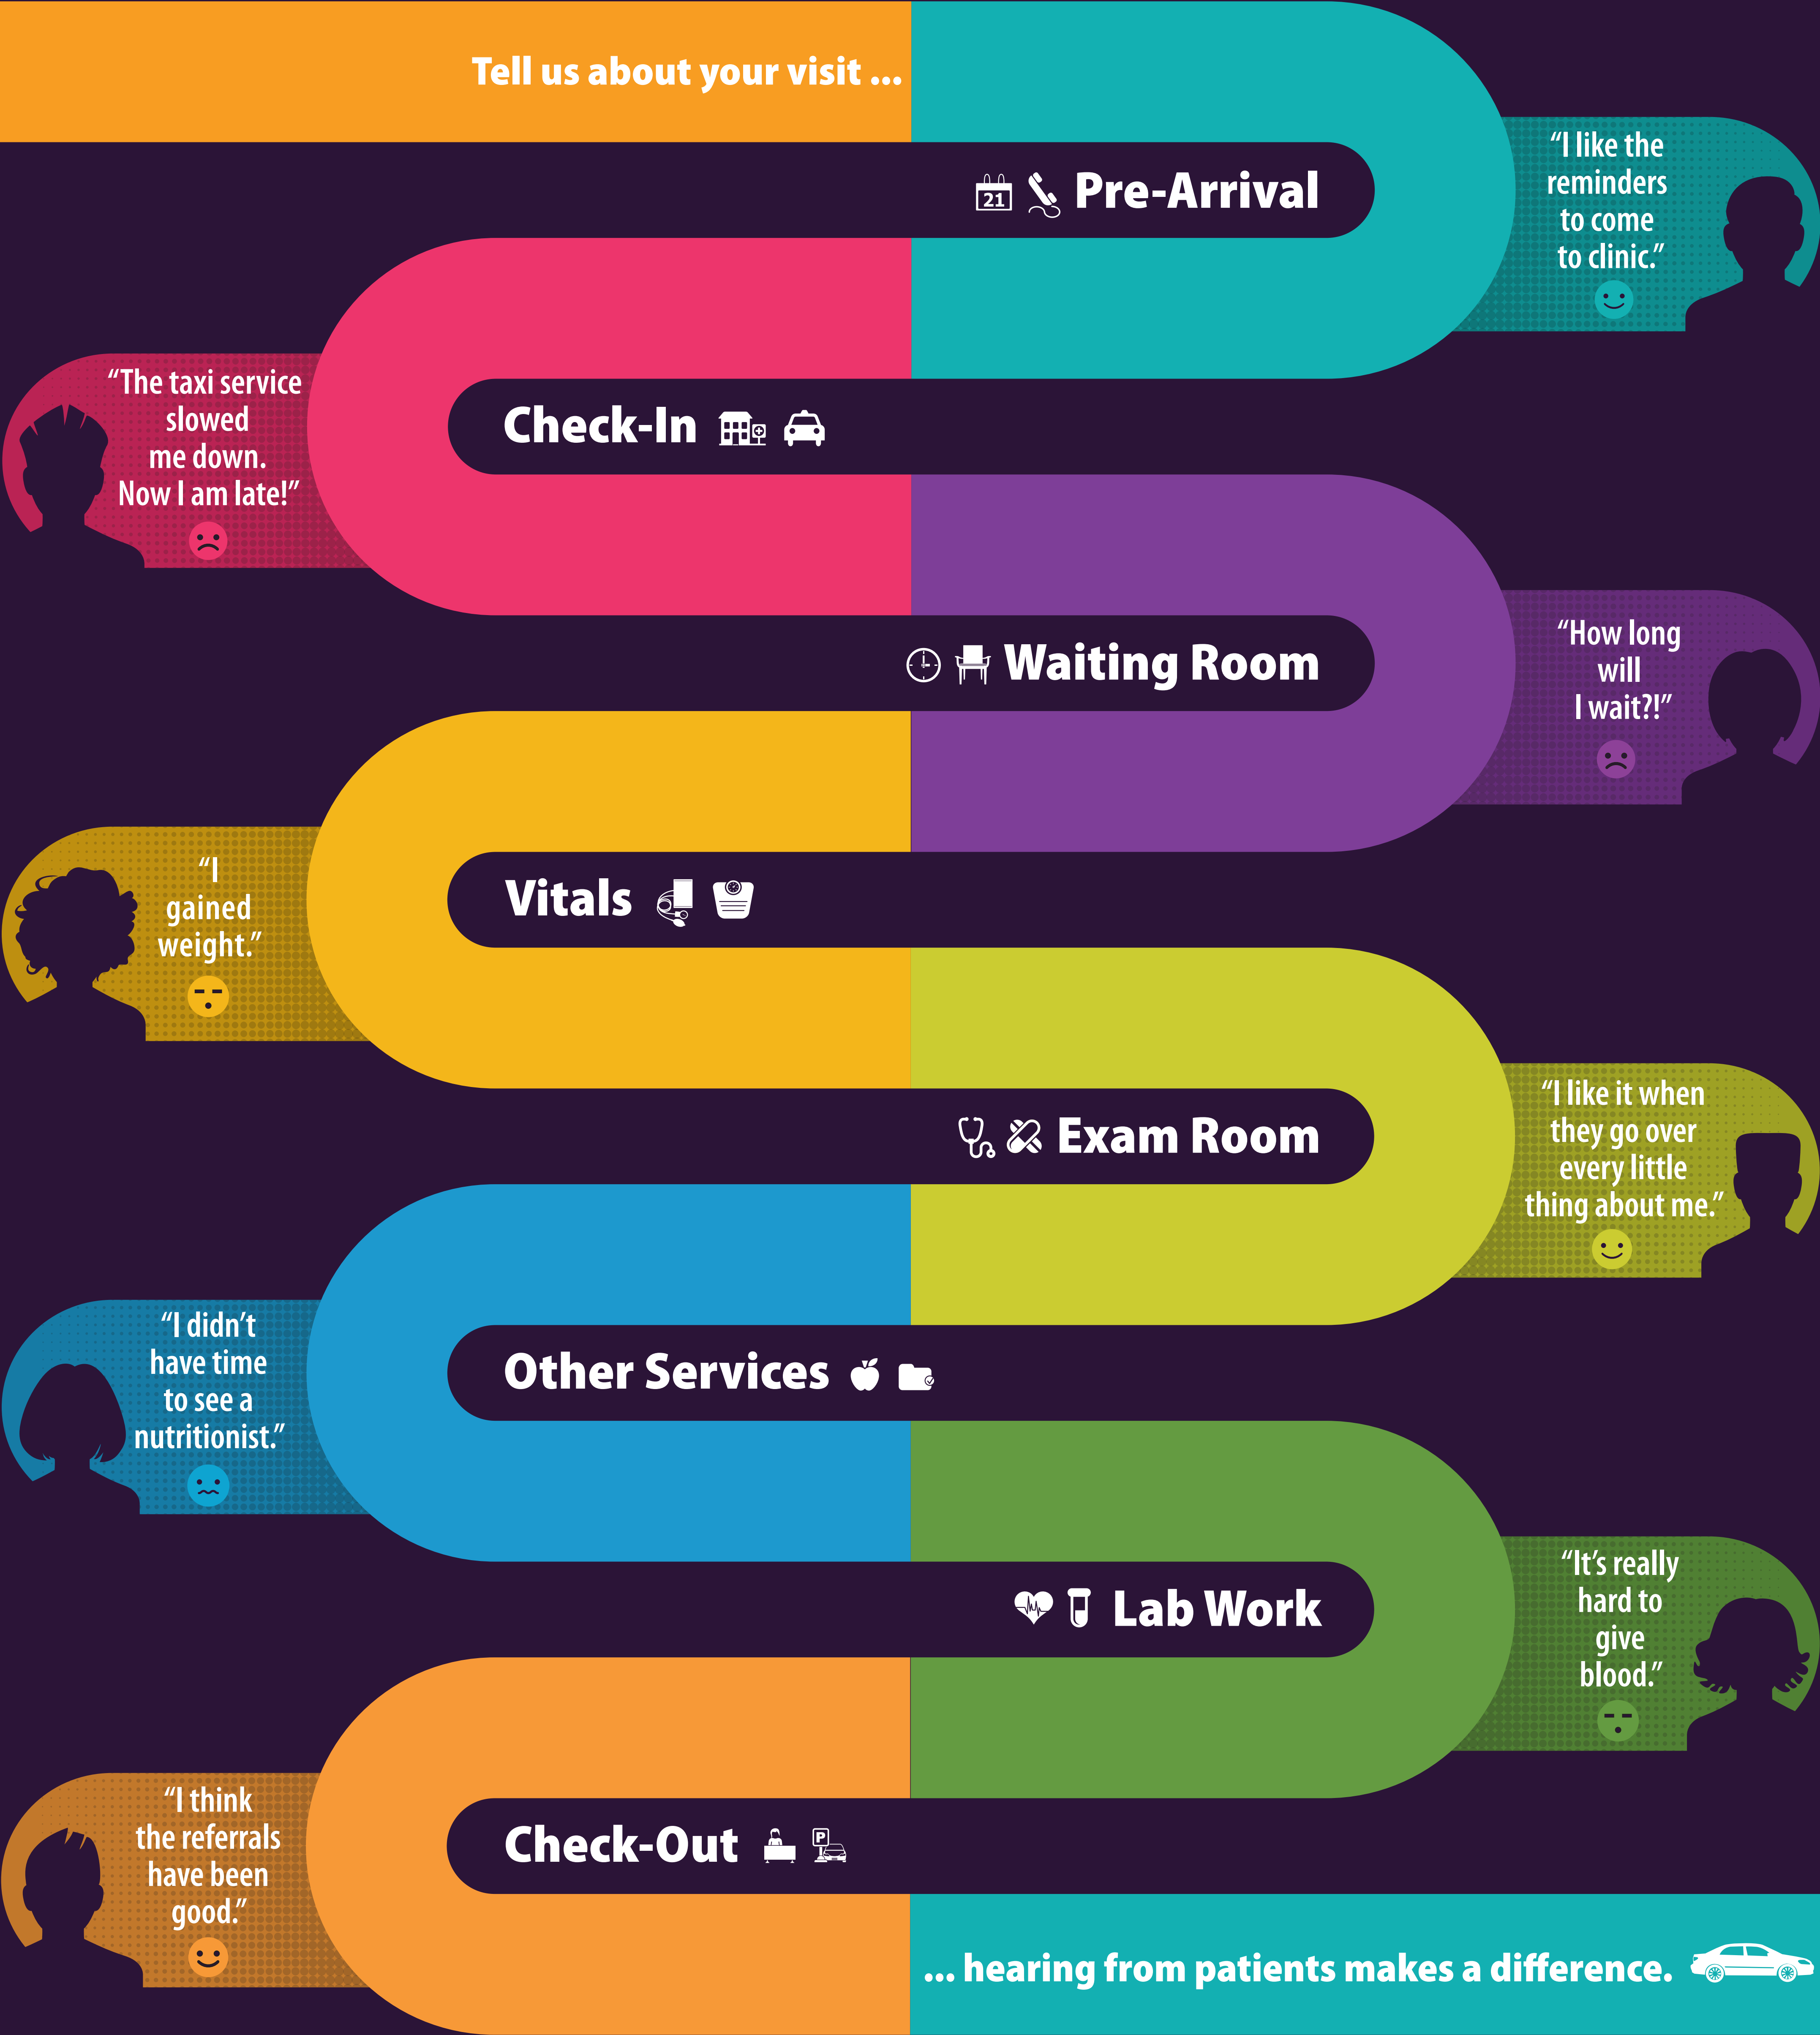 Tell us about your visit ...
21
Pre-Arrival
“I like the
reminders
to come
to clinic.”
Check-In
“The taxi service
slowed
me down.
Now I am late!”
Waiting Room
“How long
will
I wait?!”
Vitals
“I
gained
weight.”
Exam Room
“I like it when
they go over
every little
thing about me.”
Other Services
“I didn’t
have time
to see a
nutritionist.”
Lab Work
“It’s really
hard to
give
blood.”
Check-Out
P
“I think
the referrals
have been
good.”
... hearing from patients makes a difference.